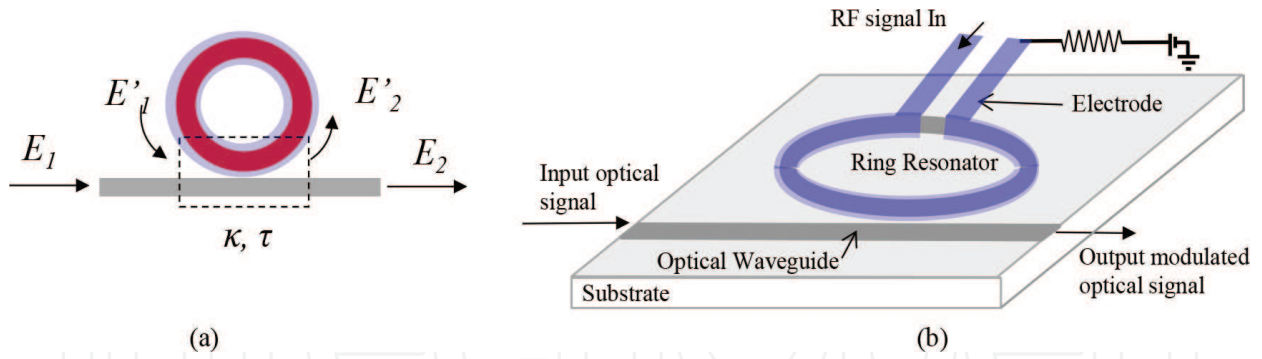 E'1
E'2
E1
E2
κ, τ
(a)
RF signal In
Electrode
Ring Resonator
Input optical
signal
Optical Waveguide
Output modulated
optical signal
Substrate
(b)